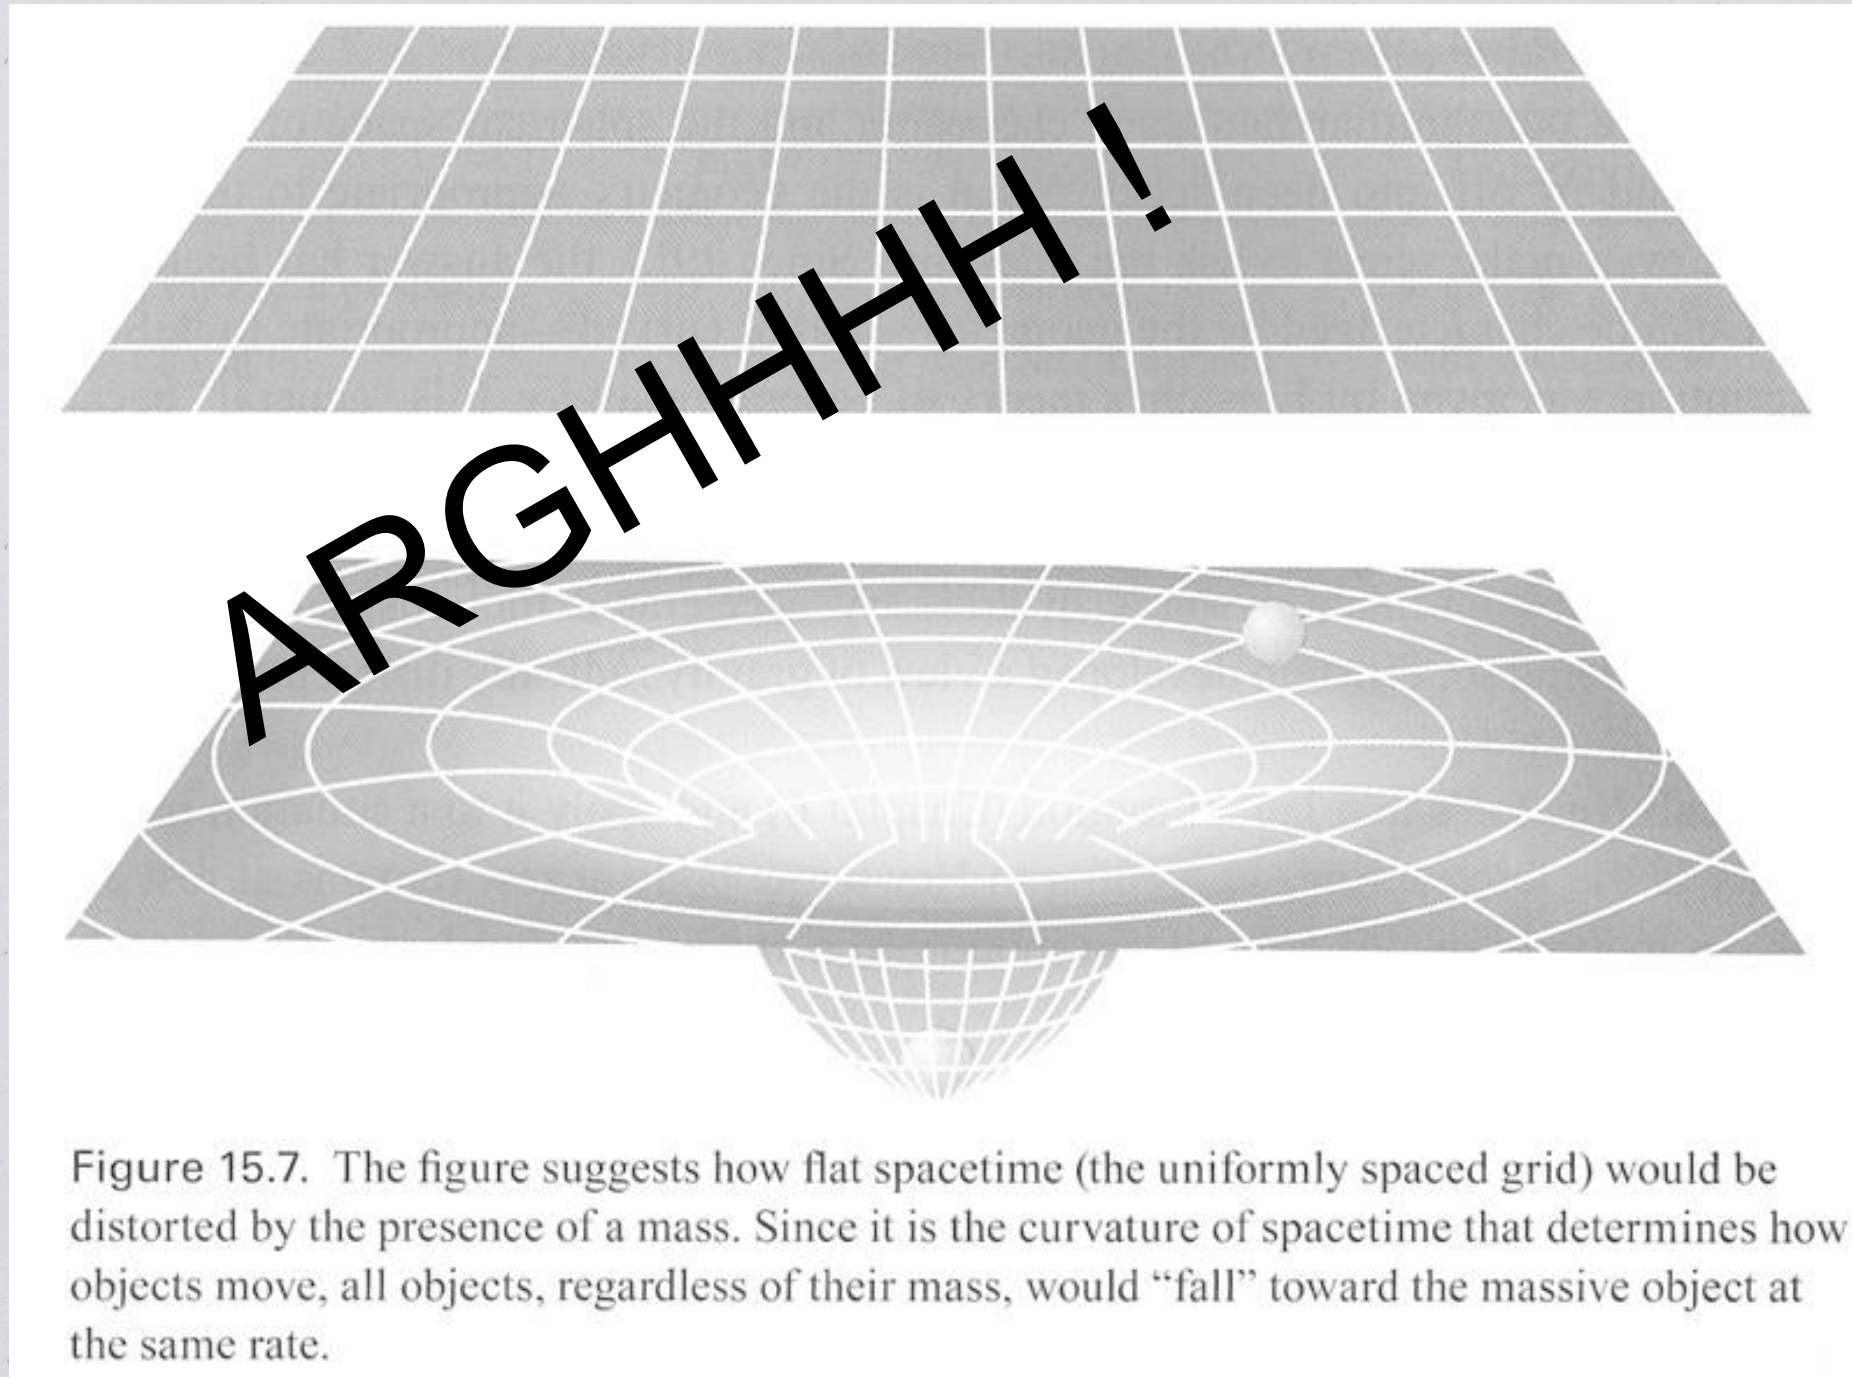 ARGHHHHH !
Figure 15.7. The figure suggests how flat spacetime (the uniformly spaced grid) would be
distorted by the presence of a mass. Since it is the curvature of spacetime that determines how
objects move, all objects, regardless of their mass, would “fall” toward the massive object at
the same rate.